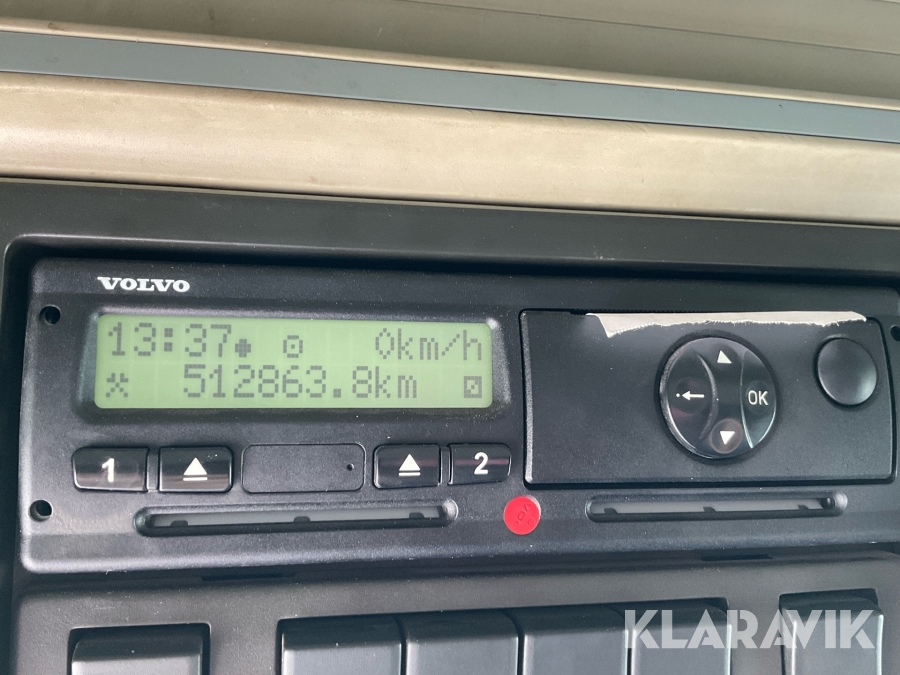 VOLVO
13:37 0km/h
512863.8km
OK
1 2
KLARAVIK